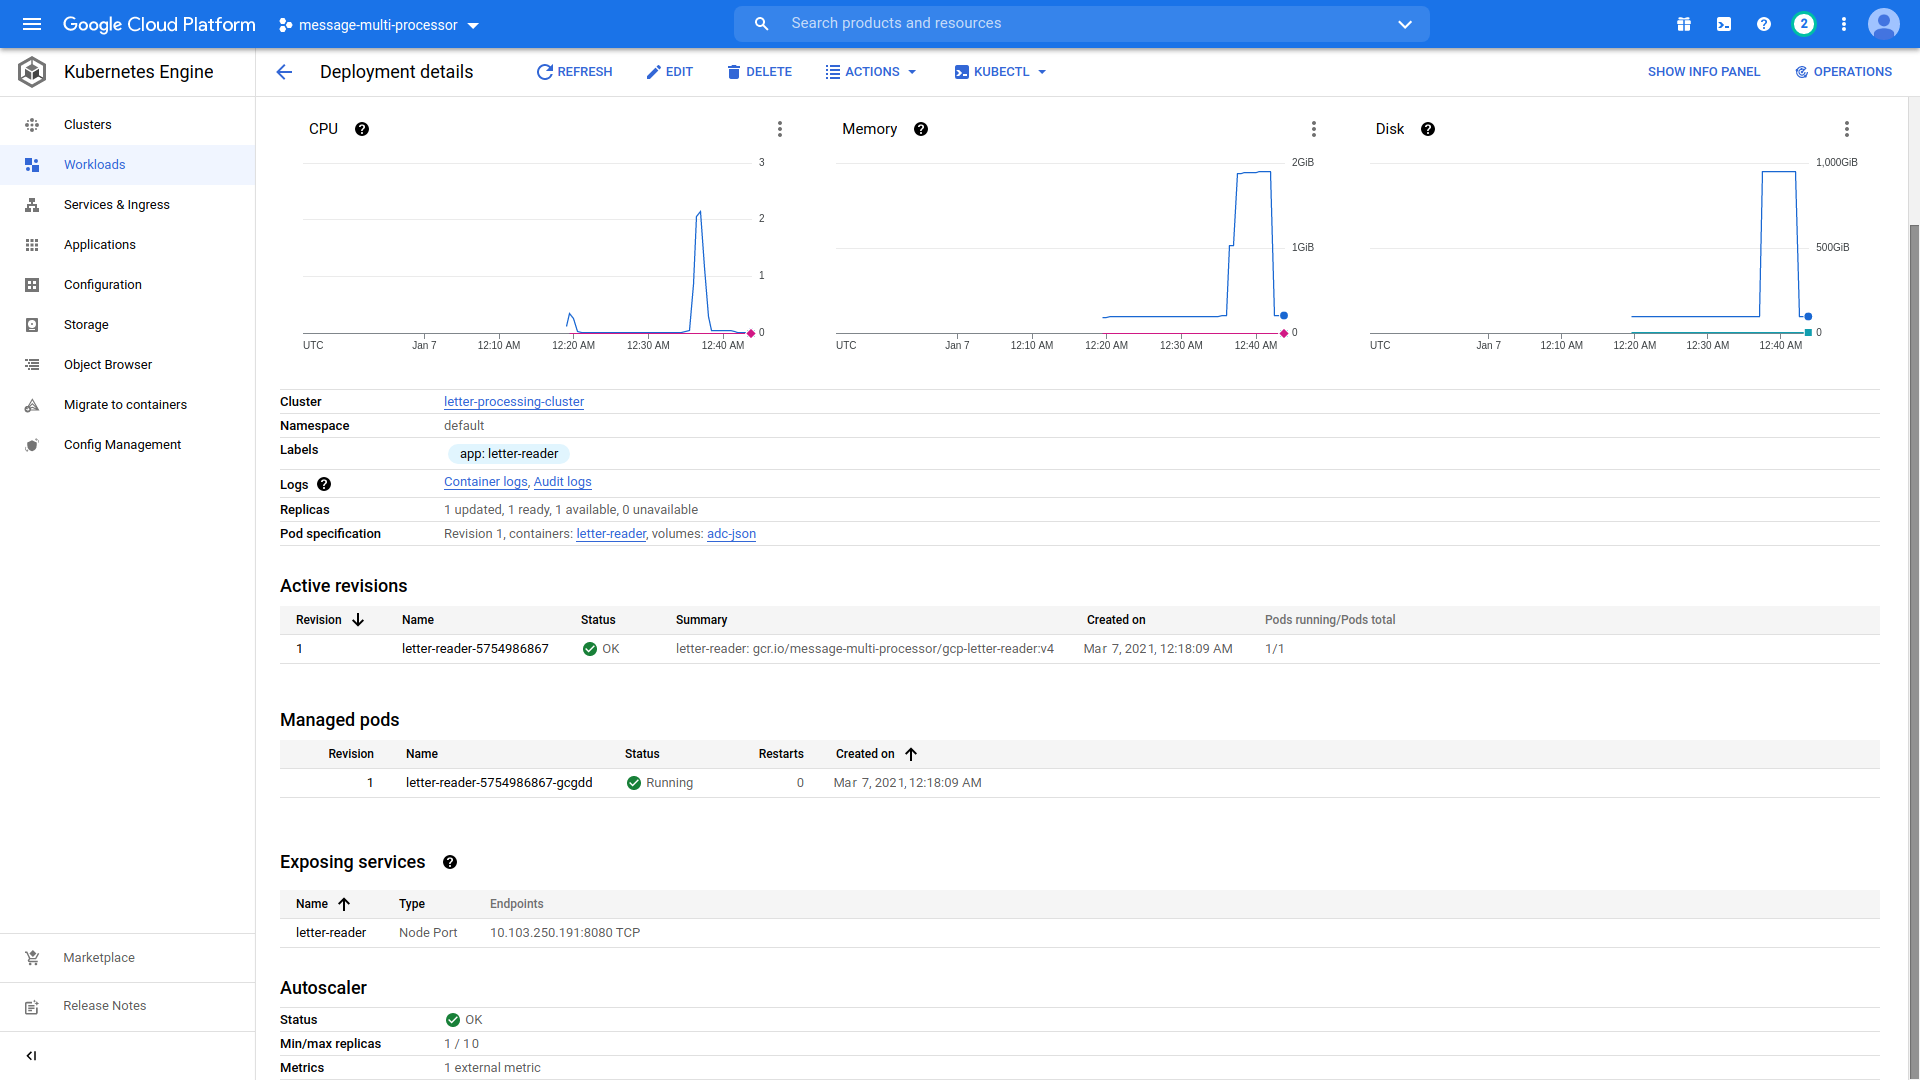 Google Cloud Platform message-multi-processor Search products and resources 2
Kubernetes Engine Deployment details REFRESH EDIT DELETE ACTIONS KUBECTL SHOW INFO PANEL OPERATIONS
Clusters
Workloads
Services & Ingress
Applications
Configuration
Storage
Object Browser
Migrate to containers
Config Management
Marketplace
Release Notes
CPU
3
2
1
0
UTC Jan 7 12:10 AM 12:20 AM 12:30 AM 12:40 AM
Memory
2GiB
1GiB
0
UTC Jan 7 12:10 AM 12:20 AM 12:30 AM 12:40 AM
Disk
1,000GiB
500GiB
0
UTC Jan 7 12:10 AM 12:20 AM 12:30 AM 12:40 AM
Cluster letter-processing-cluster
Namespace default
Labels app: letter-reader
Logs Container logs, Audit logs
Replicas 1 updated, 1 ready, 1 available, 0 unavailable
Pod specification Revision 1, containers: letter-reader, volumes: adc-json
Active revisions
Revision Name Status Summary Created on Pods running/Pods total
1 letter-reader-5754986867 OK letter-reader: gcr.io/message-multi-processor/gcp-letter-reader:v4 Mar 7, 2021, 12:18:09 AM 1/1
Managed pods
Revision Name Status Restarts Created on
1 letter-reader-5754986867-gcgdd Running 0 Mar 7, 2021, 12:18:09 AM
Exposing services
Name Type Endpoints
letter-reader Node Port 10.103.250.191:8080 TCP
Autoscaler
Status OK
Min/max replicas 1 / 10
Metrics 1 external metric